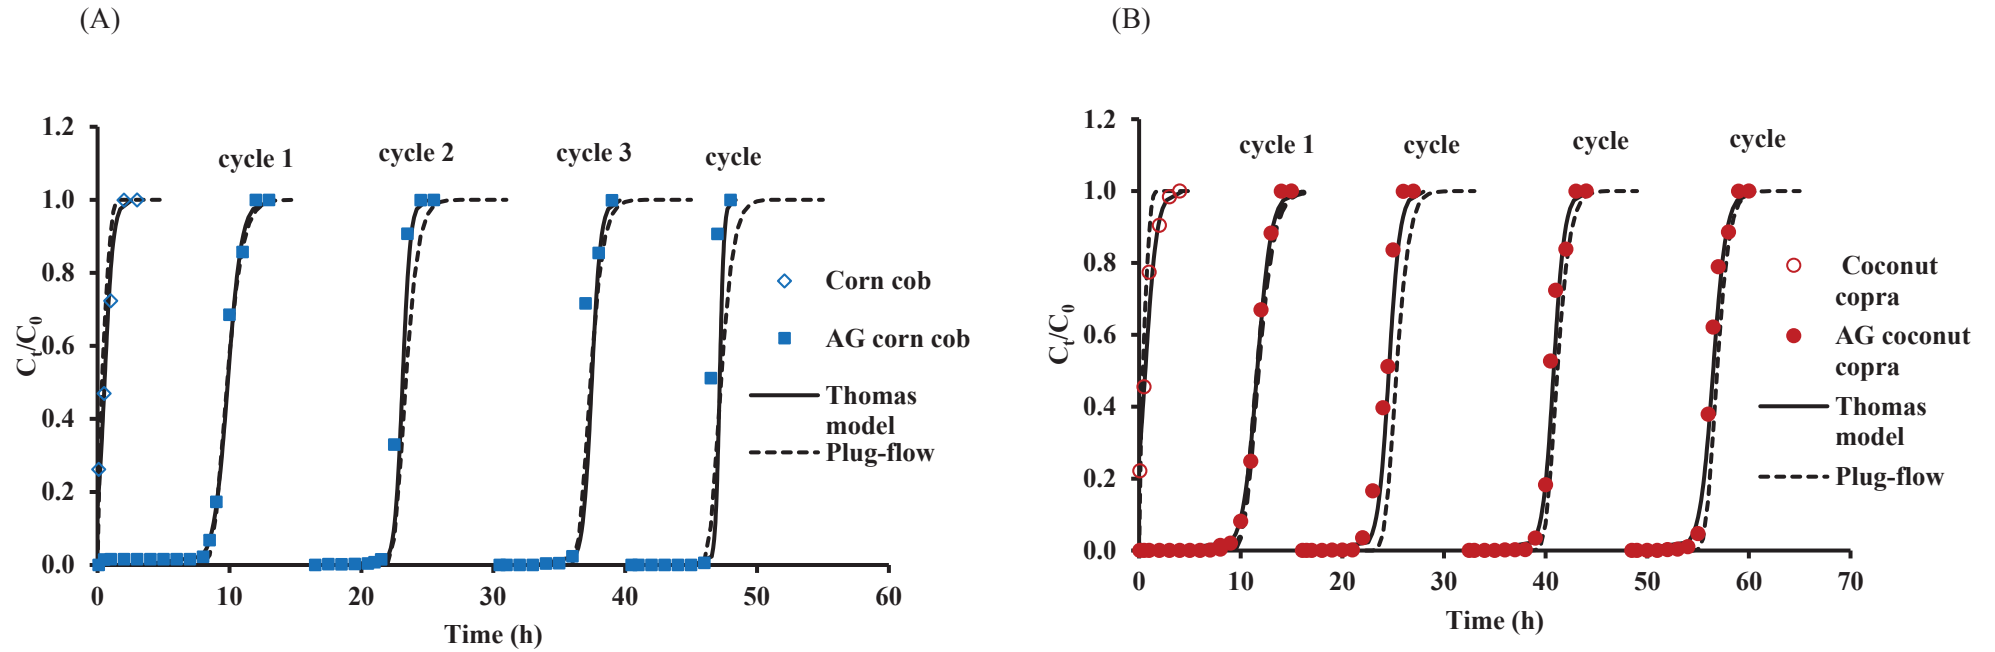 (A)
(B)
1.2
1.0
0.8
0.6
0.4
0.2
0.0
Ct/C0
cycle 1
cycle 2
cycle 3
cycle
Corn cob
AG corn cob
Thomas
model
Plug-flow
0
10
20
30
40
50
60
Time (h)
1.2
1.0
0.8
0.6
0.4
0.2
0.0
Ct/C0
cycle 1
cycle
cycle
cycle
Coconut
copra
AG coconut
copra
Thomas
model
Plug-flow
0
10
20
30
40
50
60
70
Time (h)